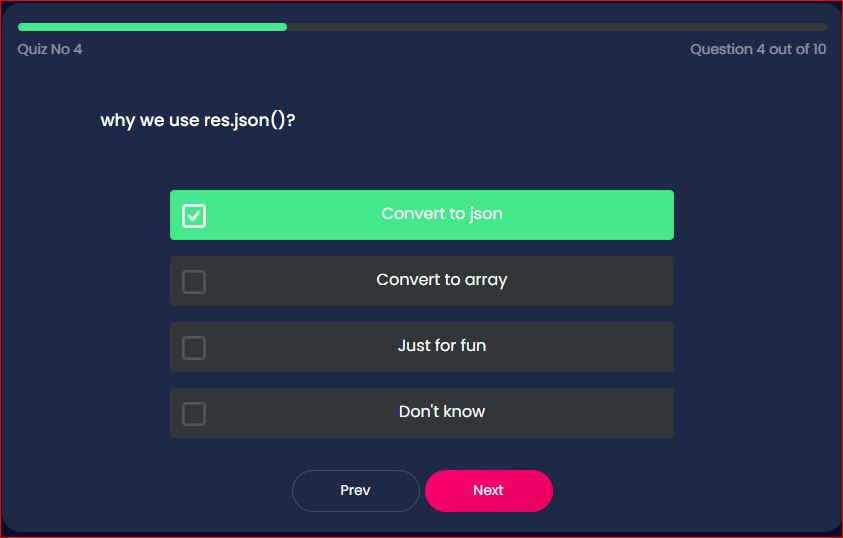 Quiz No 4
Question 4 out of 10
why we use res.json()?
Convert to json
Convert to array
Just for fun
Don't know
Prev
Next